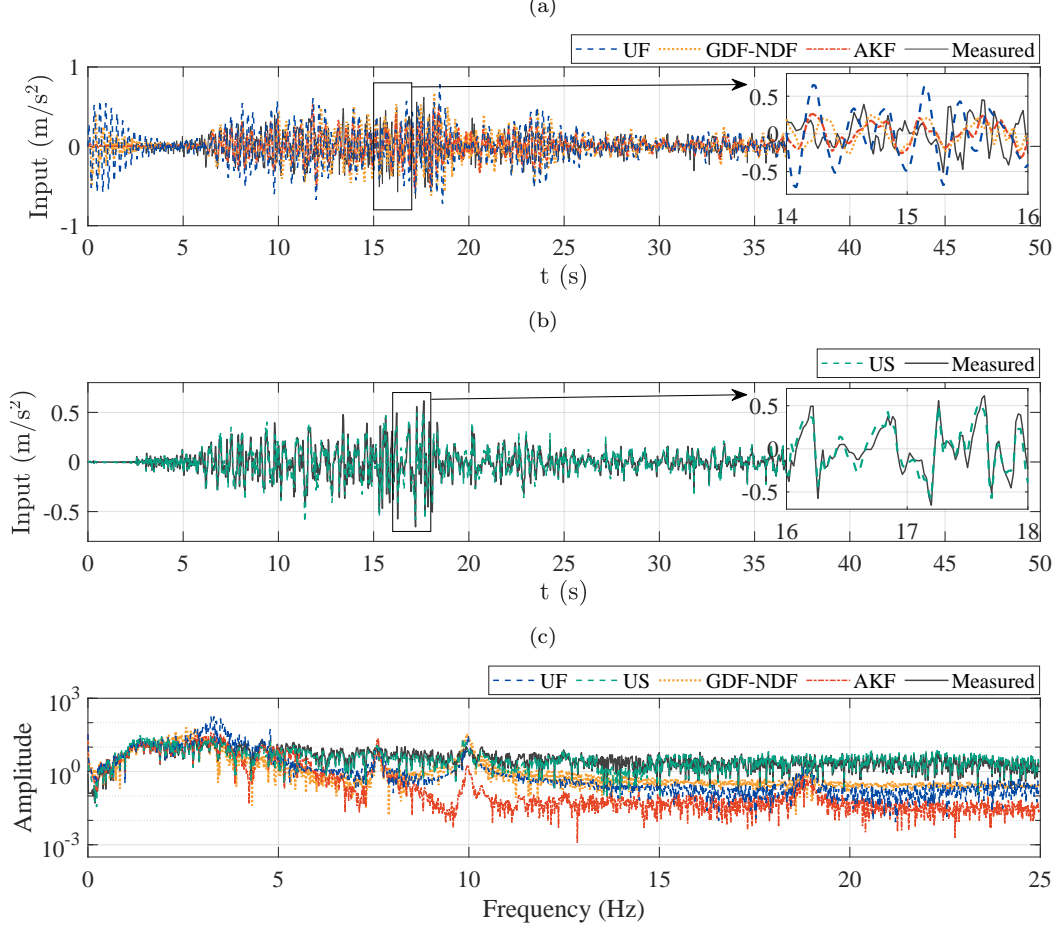 (a)
UF GDF-NDF AKF Measured
Input (m/s²)
1
0
-1
0.5
0
-0.5
14 15 16
0 5 10 15 20 25 30 35 40 45 50
t (s)
(b)
US Measured
Input (m/s²)
0.5
0
-0.5
0.5
0
-0.5
16 17 18
0 5 10 15 20 25 30 35 40 45 50
t (s)
(c)
UF US GDF-NDF AKF Measured
Amplitude
10³
10⁰
10⁻³
0 5 10 15 20 25
Frequency (Hz)